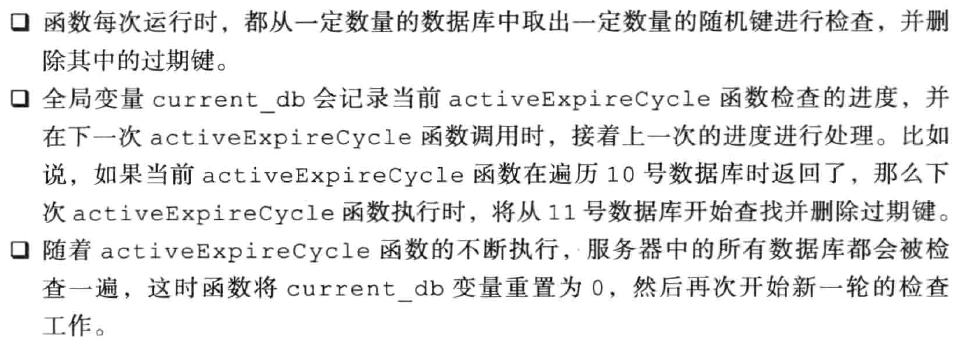 ❑ 函数每次运行时，都从一定数量的数据库中取出一定数量的随机键进行检查，并删
除其中的过期键。
❑ 全局变量 current_db 会记录当前 activeExpireCycle 函数检查的进度，并
在下一次 activeExpireCycle 函数调用时，接着上一次的进度进行处理。比如
说，如果当前 activeExpireCycle 函数在遍历 10 号数据库时返回了，那么下
次 activeExpireCycle 函数执行时，将从 11 号数据库开始查找并删除过期键。
❑ 随着 activeExpireCycle 函数的不断执行，服务器中的所有数据库都会被检
查一遍，这时函数将 current_db 变量重置为 0，然后再次开始新一轮的检查
工作。